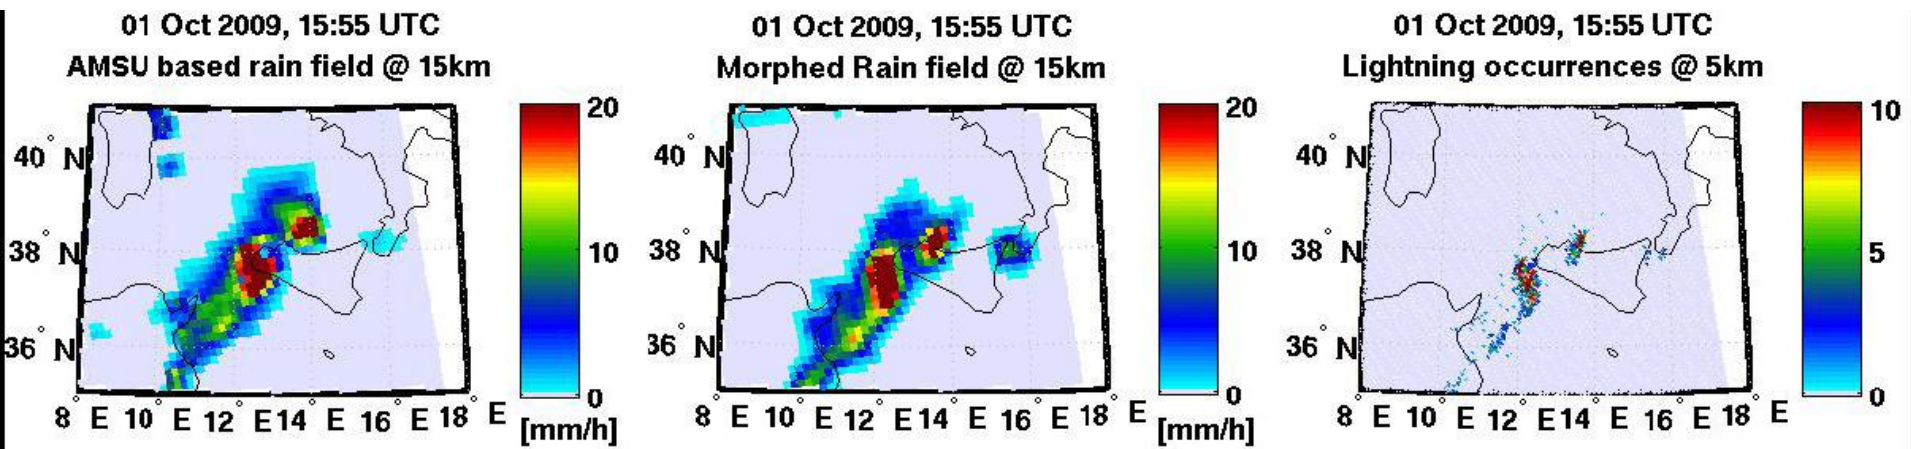 01 Oct 2009, 15:55 UTC
AMSU based rain field @ 15km
40° N
38° N
36° N
8° E 10° E 12° E 14° E 16° E 18° E
20
10
0
[mm/h]
01 Oct 2009, 15:55 UTC
Morphed Rain field @ 15km
40° N
38° N
36° N
8° E 10° E 12° E 14° E 16° E 18° E
20
10
0
[mm/h]
01 Oct 2009, 15:55 UTC
Lightning occurrences @ 5km
40° N
38° N
36° N
8° E 10° E 12° E 14° E 16° E 18° E
10
5
0